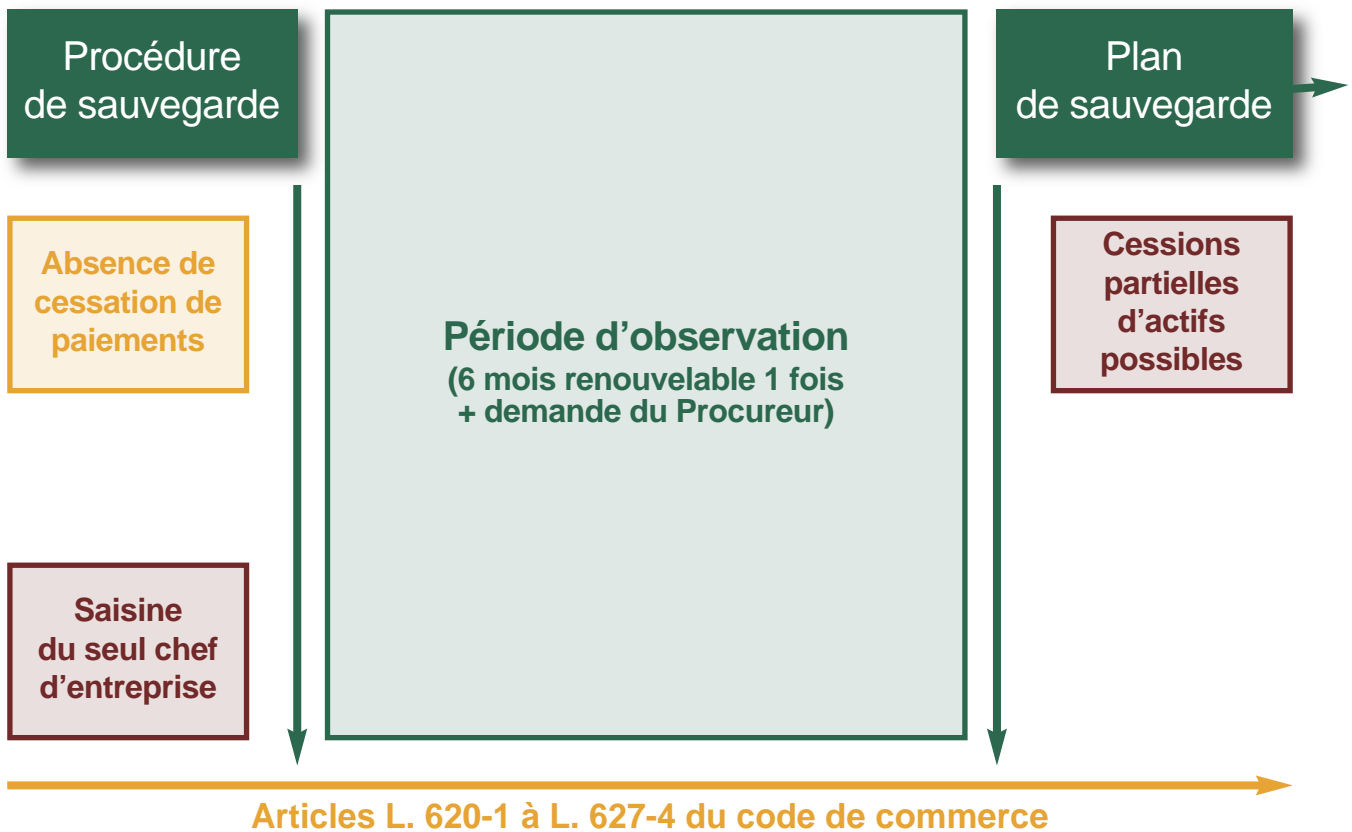 Procédure
de sauvegarde
Absence de
cessation de
paiements
Saisine
du seul chef
d’entreprise
Période d’observation
(6 mois renouvelable 1 fois
+ demande du Procureur)
Plan
de sauvegarde
Cessions
partielles
d’actifs
possibles
Articles L. 620-1 à L. 627-4 du code de commerce